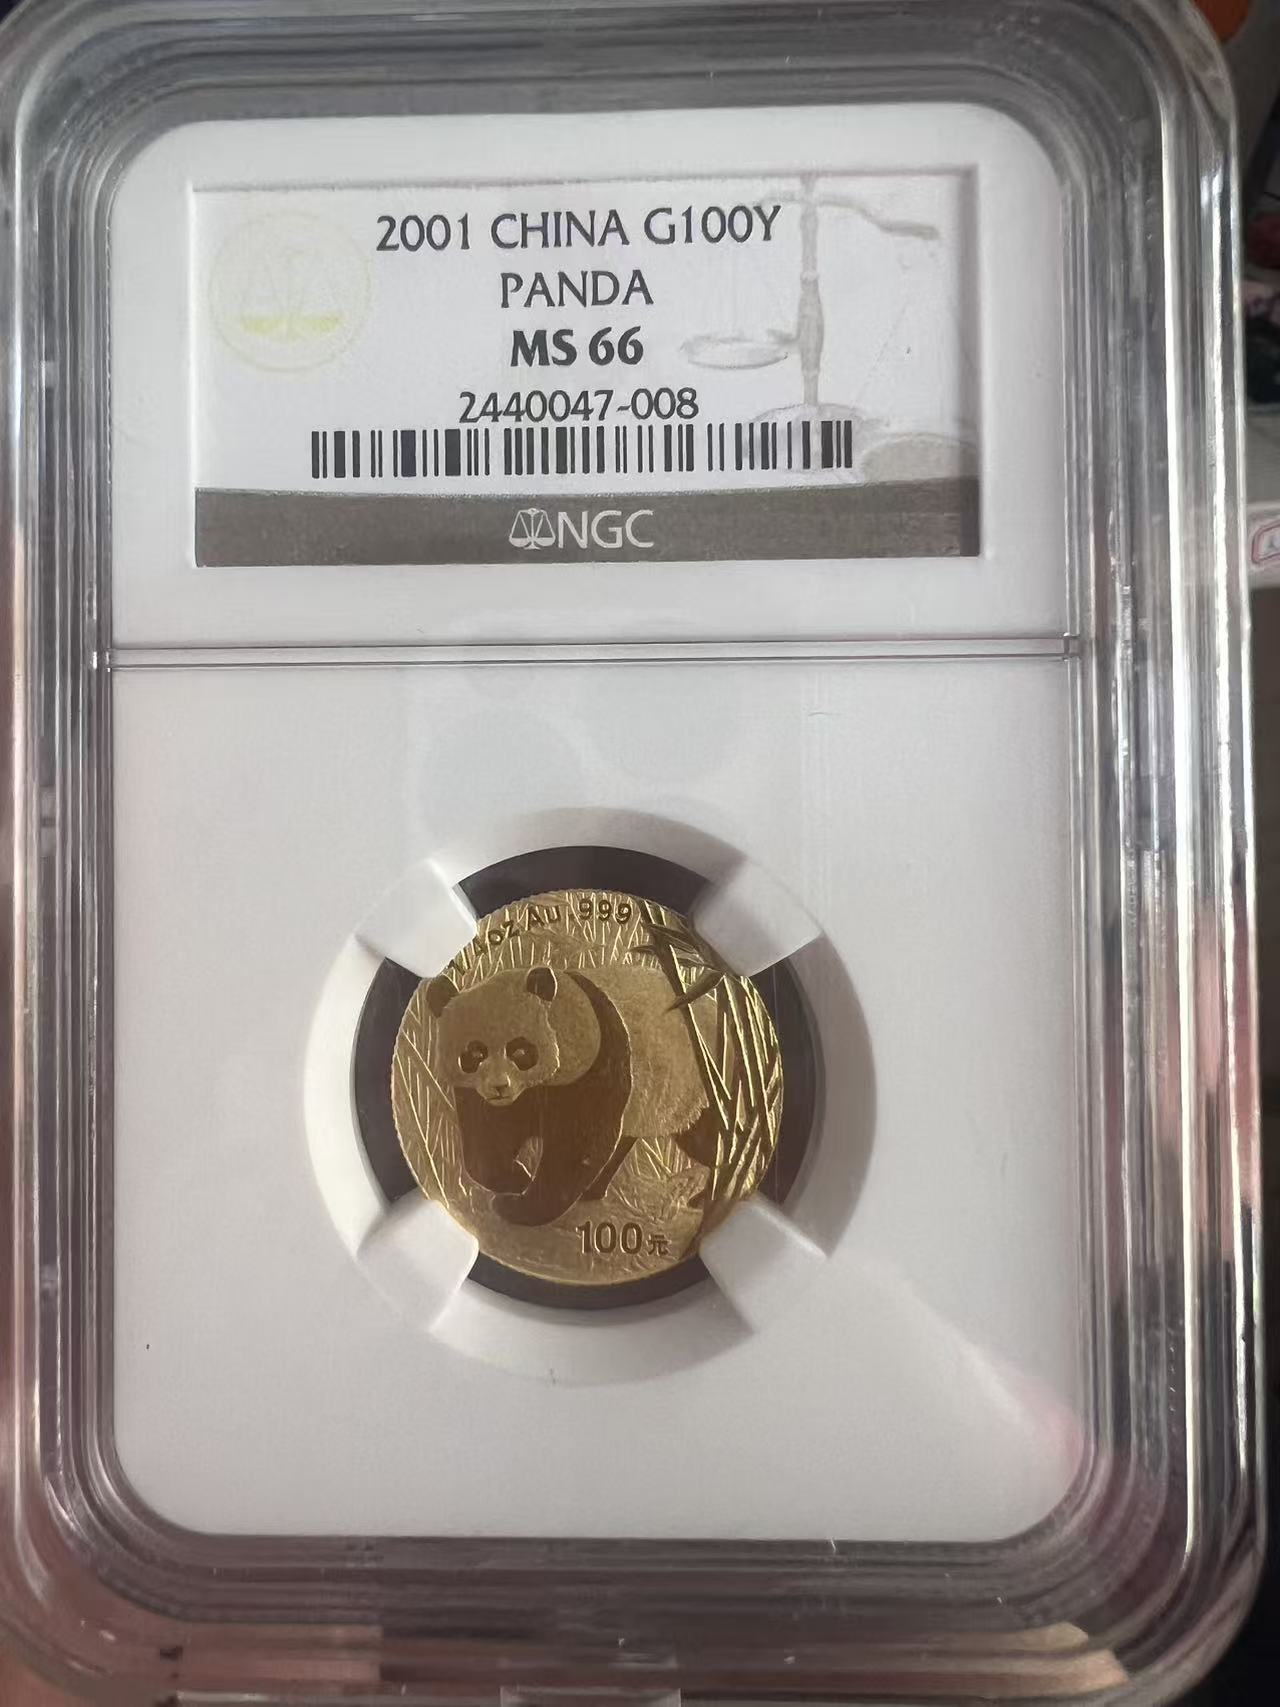 2001 CHINA G100Y
PANDA
MS 66
2440047-008
NGC
1/4oz Au 999
100元